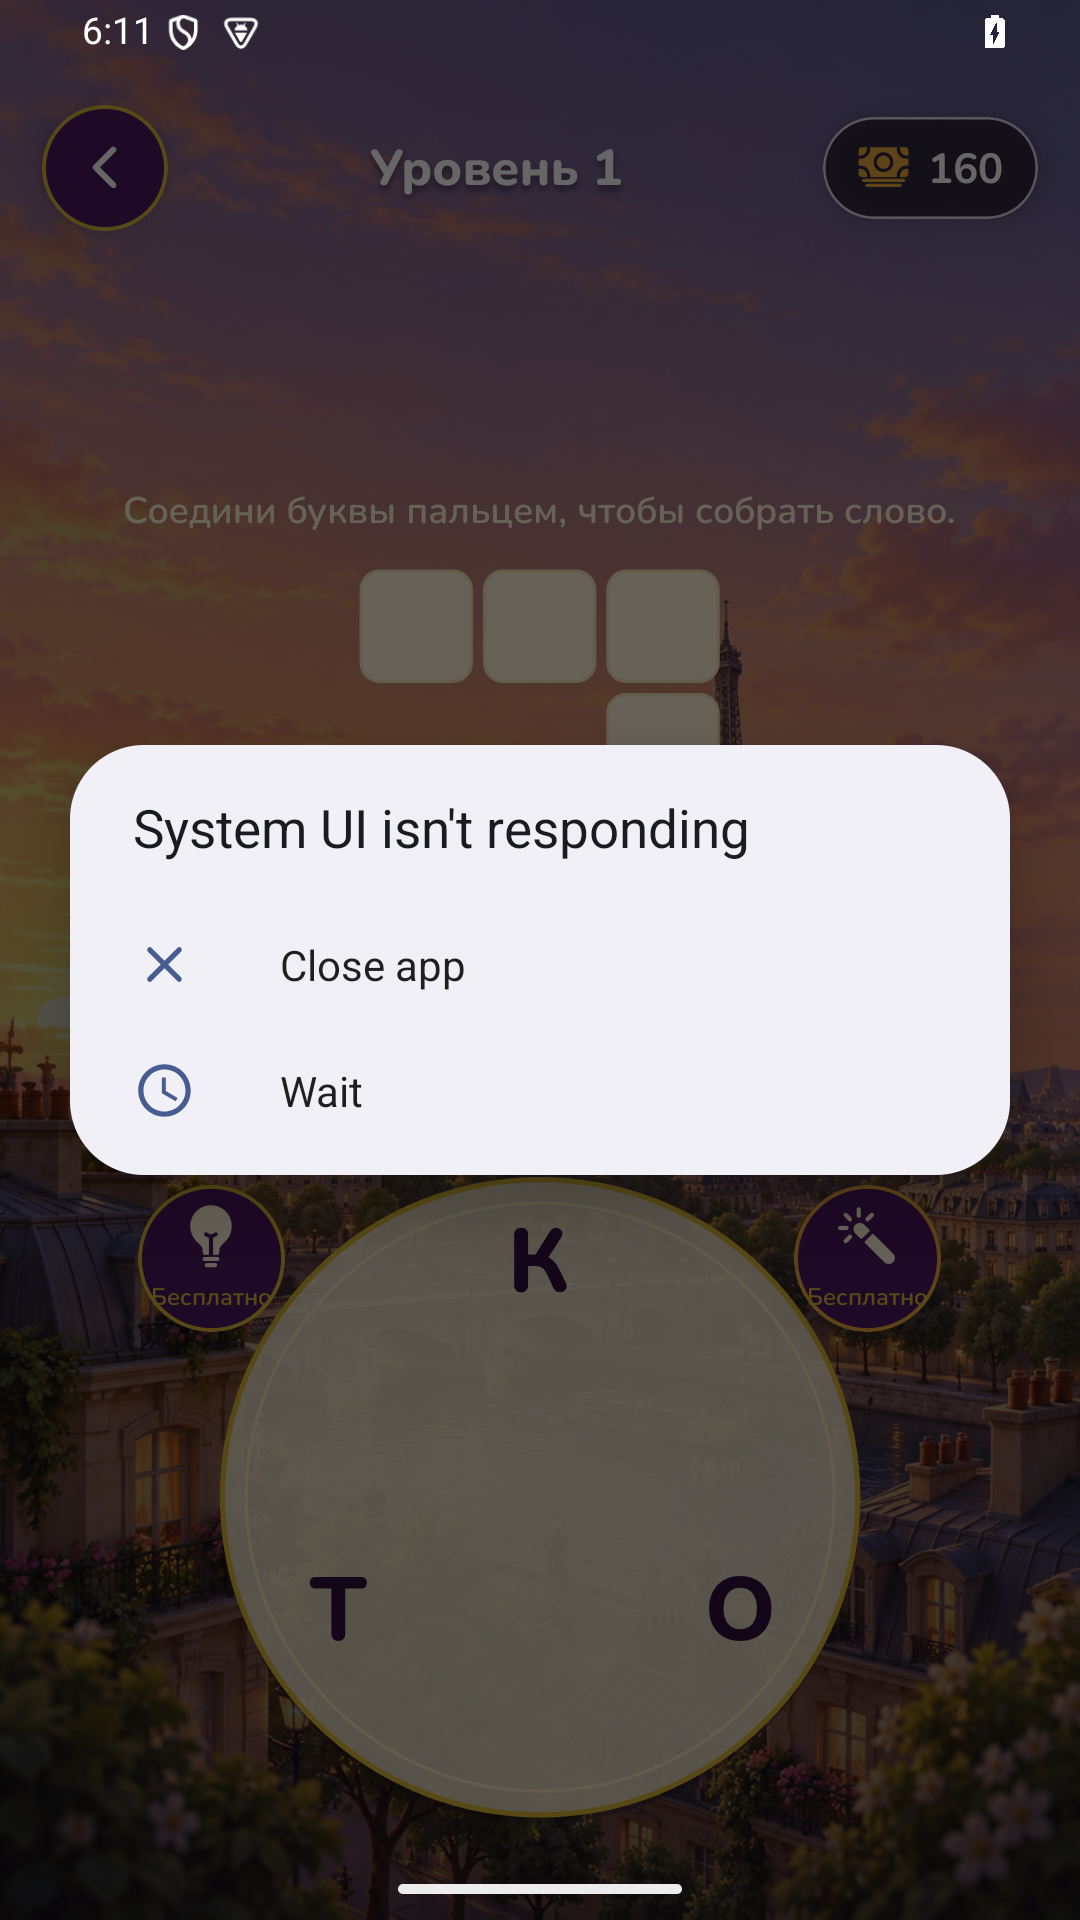 6:11
Уровень 1
160
Соедини буквы пальцем, чтобы собрать слово.
System UI isn't responding
Close app
Wait
К
Бесплатно
Бесплатно
Т
О